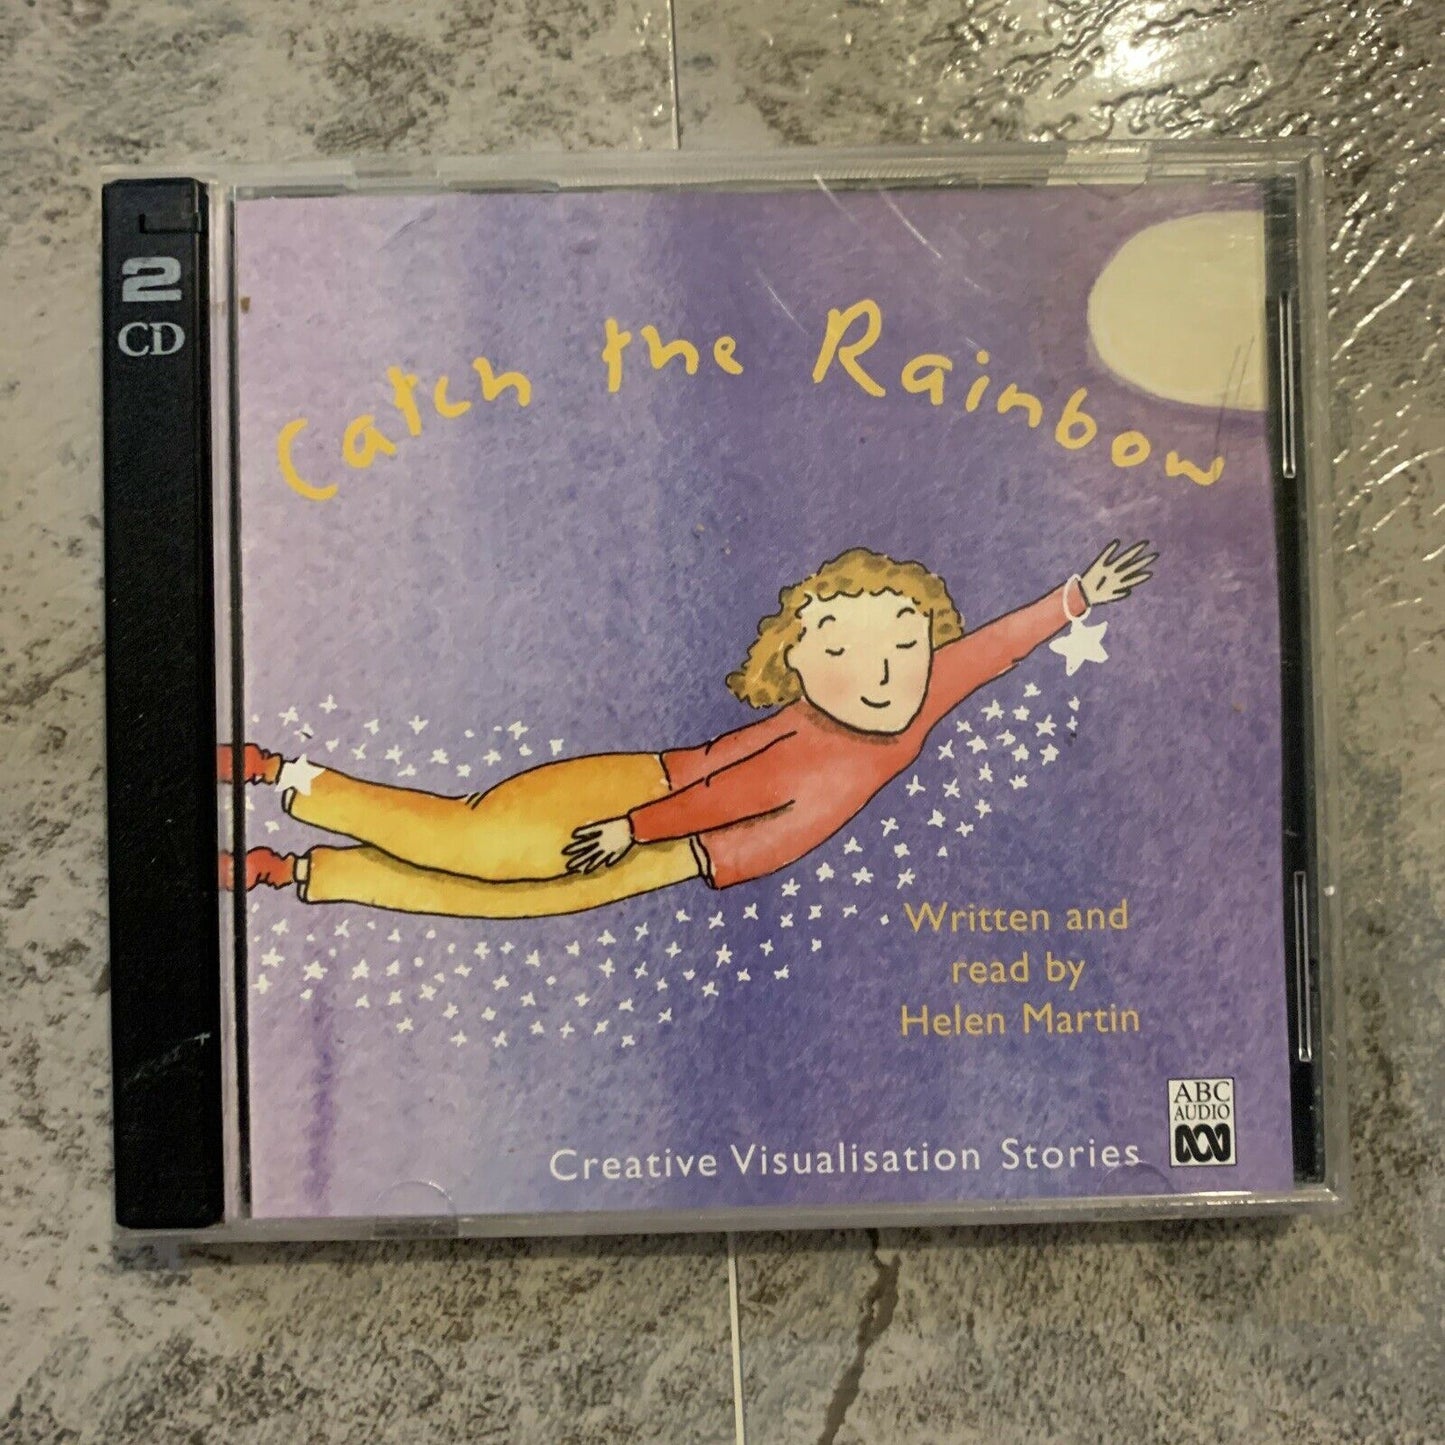 2
CD
Catch the Rainbow
Written and
read by
Helen Martin
Creative Visualisation Stories
ABC
AUDIO